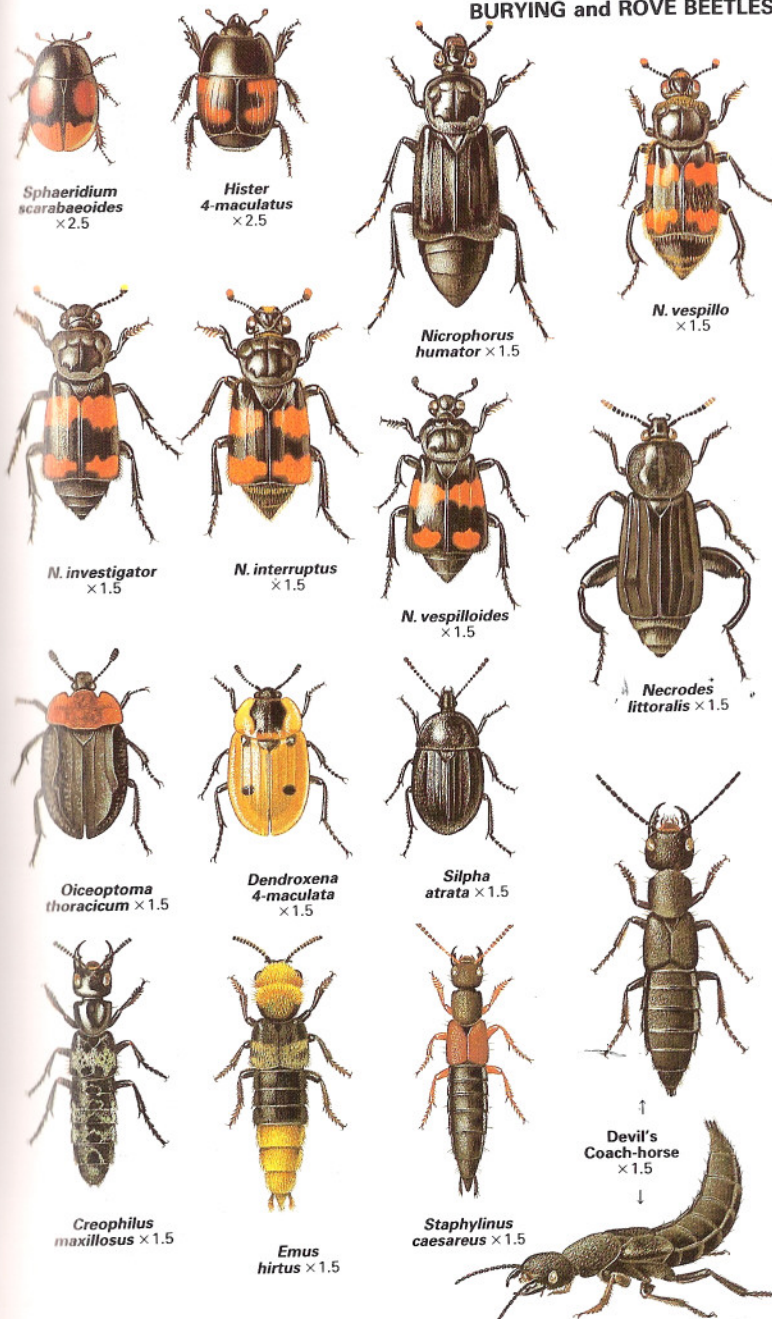 BURYING and ROVE BEETLES
Sphaeridium
scarabaeoides
×2.5
Hister
4-maculatus
×2.5
Nicrophorus
humator ×1.5
N. vespillo
×1.5
N. investigator
×1.5
N. interruptus
×1.5
N. vespilloides
×1.5
Necrodes
littoralis ×1.5
Oiceoptoma
thoracicum ×1.5
Dendroxena
4-maculata
×1.5
Silpha
atrata ×1.5
Creophilus
maxillosus ×1.5
Emus
hirtus ×1.5
Staphylinus
caesareus ×1.5
↑
Devil's
Coach-horse
×1.5
↓